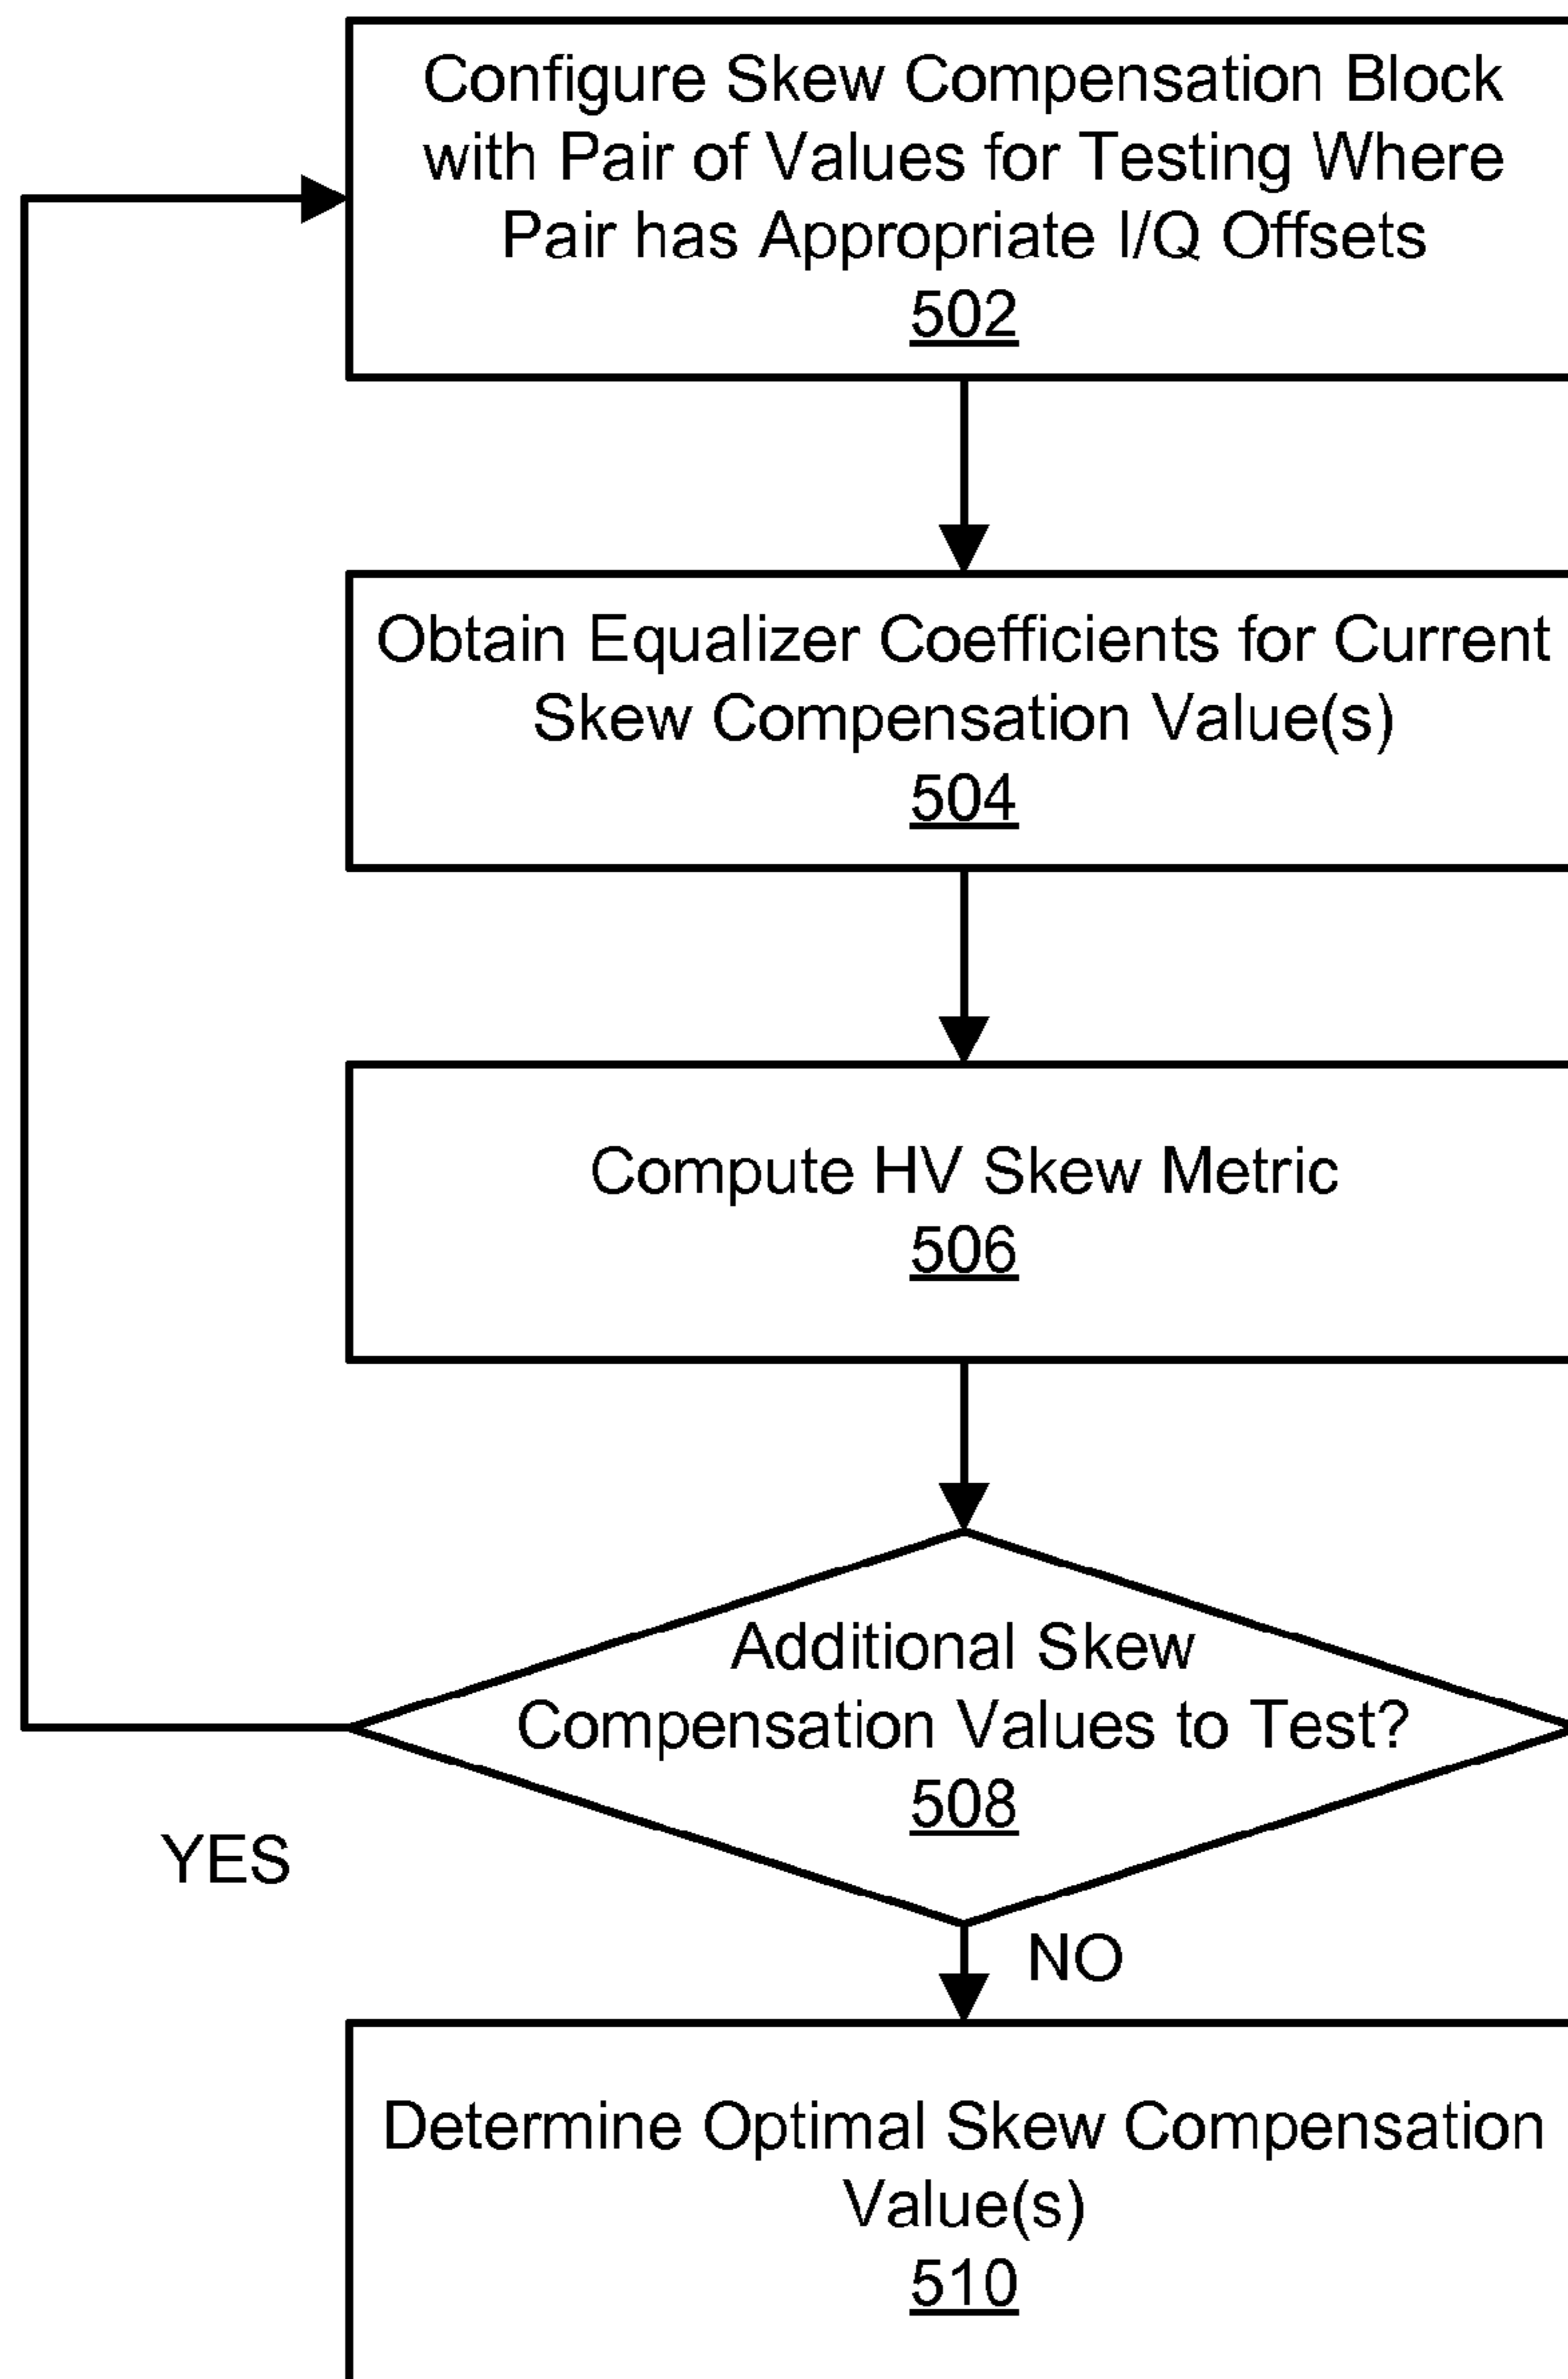 Configure Skew Compensation Block
with Pair of Values for Testing Where
Pair has Appropriate I/Q Offsets
502
Obtain Equalizer Coefficients for Current
Skew Compensation Value(s)
504
Compute HV Skew Metric
506
Additional Skew
Compensation Values to Test?
508
YES
NO
Determine Optimal Skew Compensation
Value(s)
510